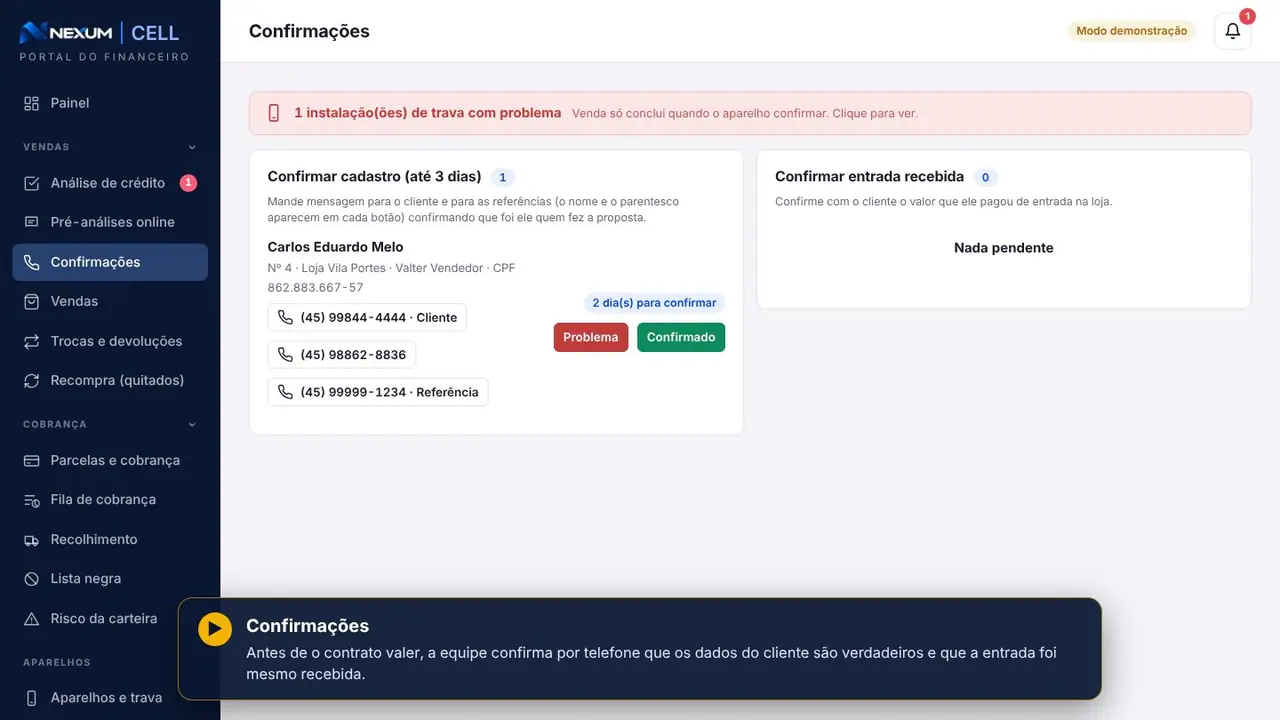 NEXUM | CELL
PORTAL DO FINANCEIRO
Painel
VENDAS
Análise de crédito 1
Pré-análises online
Confirmações
Vendas
Trocas e devoluções
Recompra (quitados)
COBRANÇA
Parcelas e cobrança
Fila de cobrança
Recolhimento
Lista negra
Risco da carteira
APARELHOS
Aparelhos e trava
Confirmações
Modo demonstração
1
1 instalação(ões) de trava com problema Venda só conclui quando o aparelho confirmar. Clique para ver.
Confirmar cadastro (até 3 dias) 1
Mande mensagem para o cliente e para as referências (o nome e o parentesco
aparecem em cada botão) confirmando que foi ele quem fez a proposta.
Carlos Eduardo Melo
Nº 4 · Loja Vila Portes · Valter Vendedor · CPF
862.883.667-57
(45) 99844-4444 · Cliente
(45) 98862-8836
(45) 99999-1234 · Referência
2 dia(s) para confirmar
Problema
Confirmado
Confirmar entrada recebida 0
Confirme com o cliente o valor que ele pagou de entrada na loja.
Nada pendente
Confirmações
Antes de o contrato valer, a equipe confirma por telefone que os dados do cliente são verdadeiros e que a entrada foi
mesmo recebida.